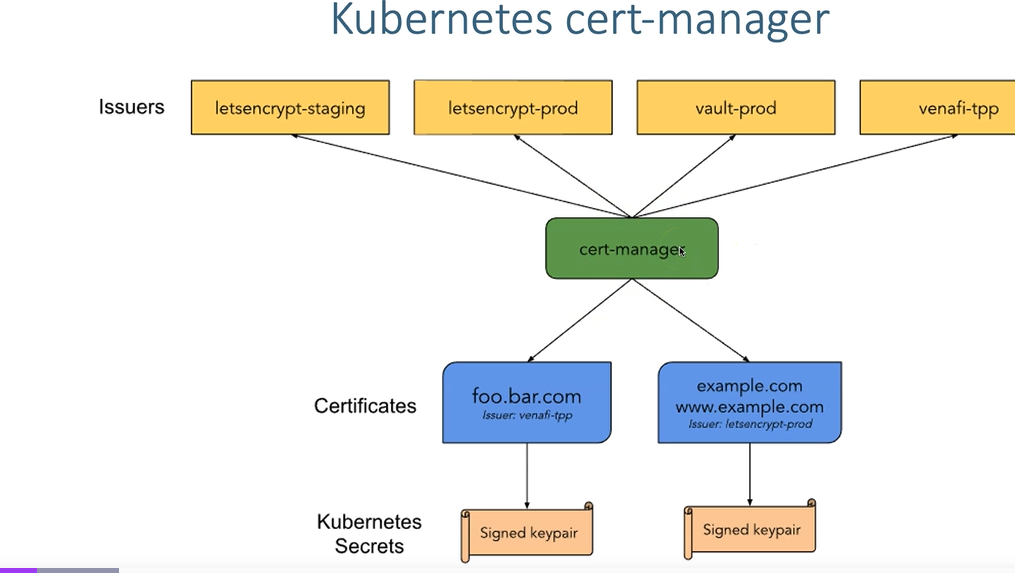 Kubernetes cert-manager
Issuers
letsencrypt-staging
letsencrypt-prod
vault-prod
venafi-tpp
cert-manager
Certificates
foo.bar.com
Issuer: venafi-tpp
example.com
www.example.com
Issuer: letsencrypt-prod
Kubernetes
Secrets
Signed keypair
Signed keypair